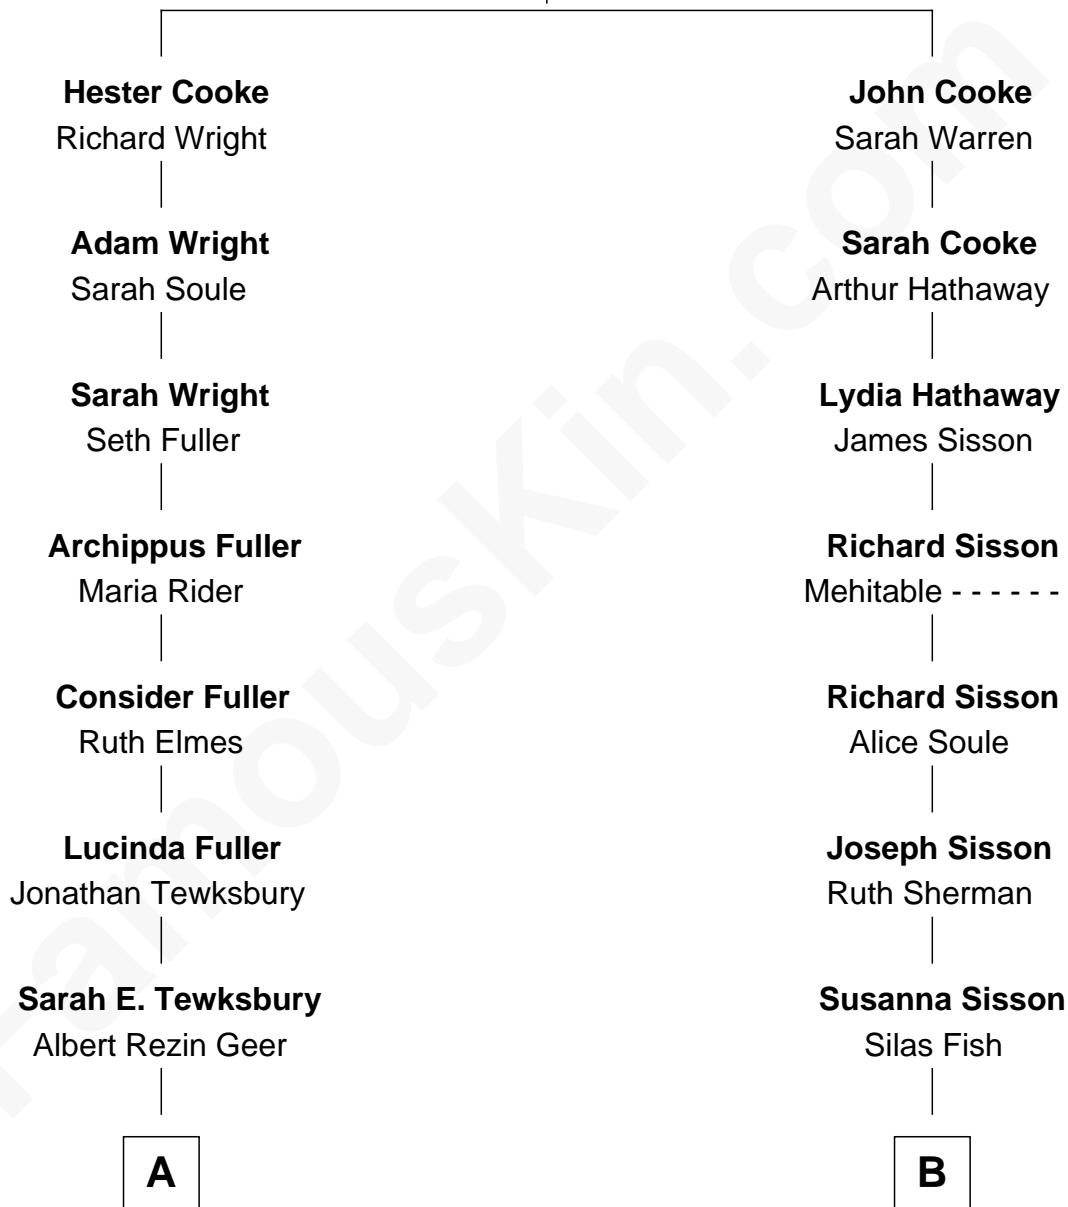 Hester Cooke
Richard Wright
John Cooke
Sarah Warren
Adam Wright
Sarah Soule
Sarah Cooke
Arthur Hathaway
Sarah Wright
Seth Fuller
Lydia Hathaway
James Sisson
Archippus Fuller
Maria Rider
Richard Sisson
Mehitable - - - - - -
Consider Fuller
Ruth Elmes
Richard Sisson
Alice Soule
Lucinda Fuller
Jonathan Tewksbury
Joseph Sisson
Ruth Sherman
Sarah E. Tewksbury
Albert Rezin Geer
Susanna Sisson
Silas Fish
A
B
FamousKin.com